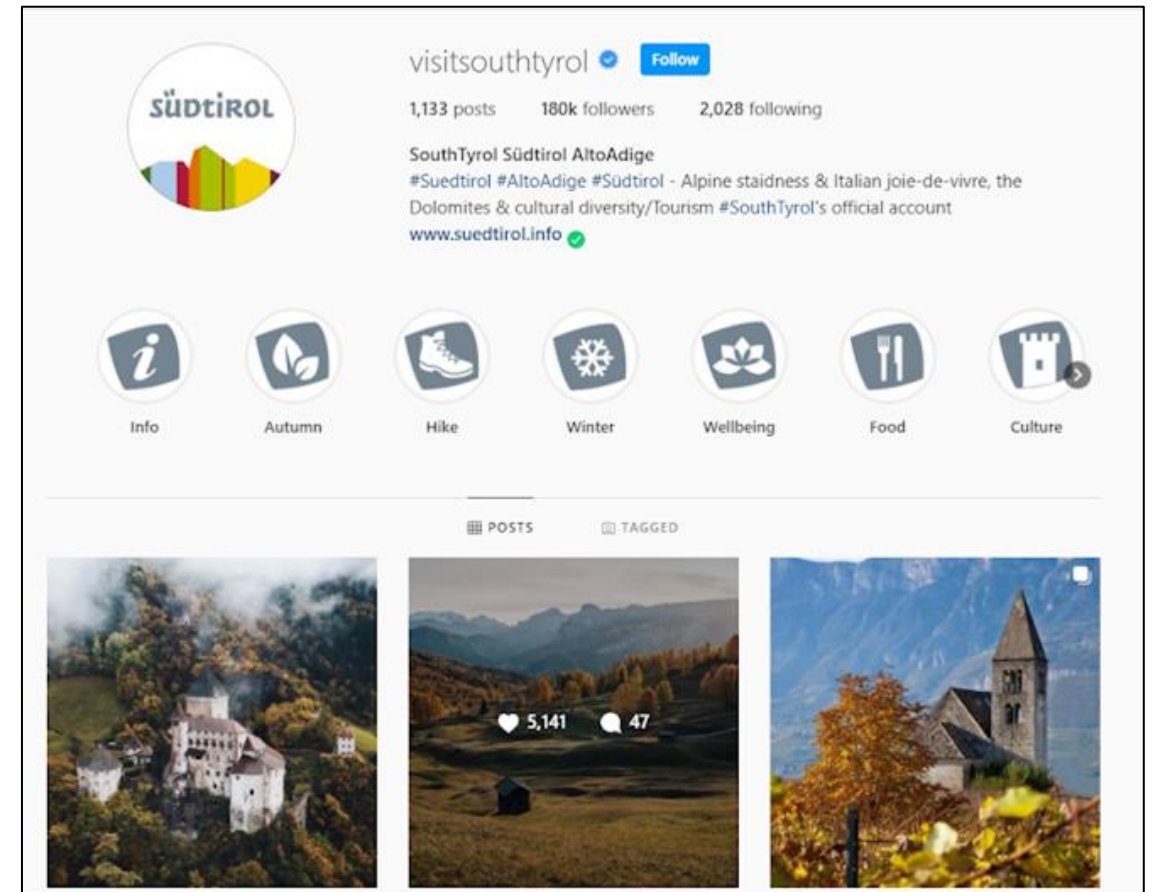 südtirol
visitsouthtyrol Follow
1,133 posts 180k followers 2,028 following
SouthTyrol Südtirol AltoAdige
#Suedtirol #AltoAdige #Südtirol - Alpine staidness & Italian joie-de-vivre, the
Dolomites & cultural diversity/Tourism #SouthTyrol's official account
www.suedtirol.info
Info Autumn Hike Winter Wellbeing Food Culture
POSTS TAGGED
5,141 47